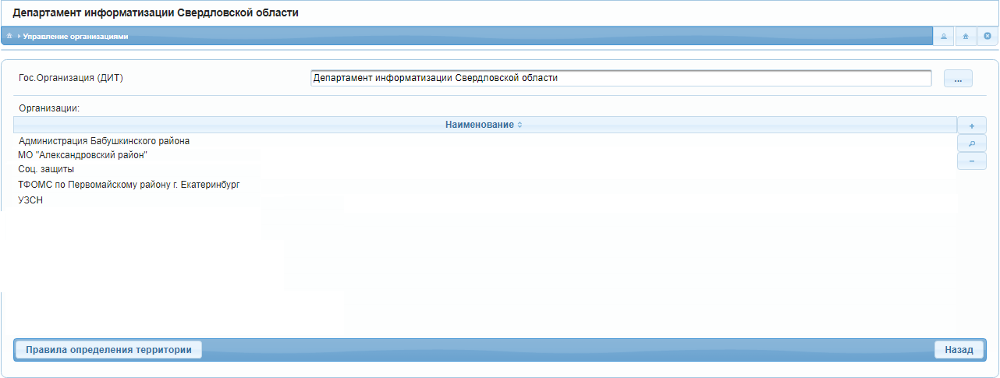 Департамент информатизации Свердловской области
Управление организациями
Гос.Организация (ДИТ)
Департамент информатизации Свердловской области
...
Организации:
Наименование
+
Администрация Бабушкинского района
МО "Александровский район"
Соц. защиты
−
ТФОМС по Первомайскому району г. Екатеринбург
УЗСН
Правила определения территории
Назад